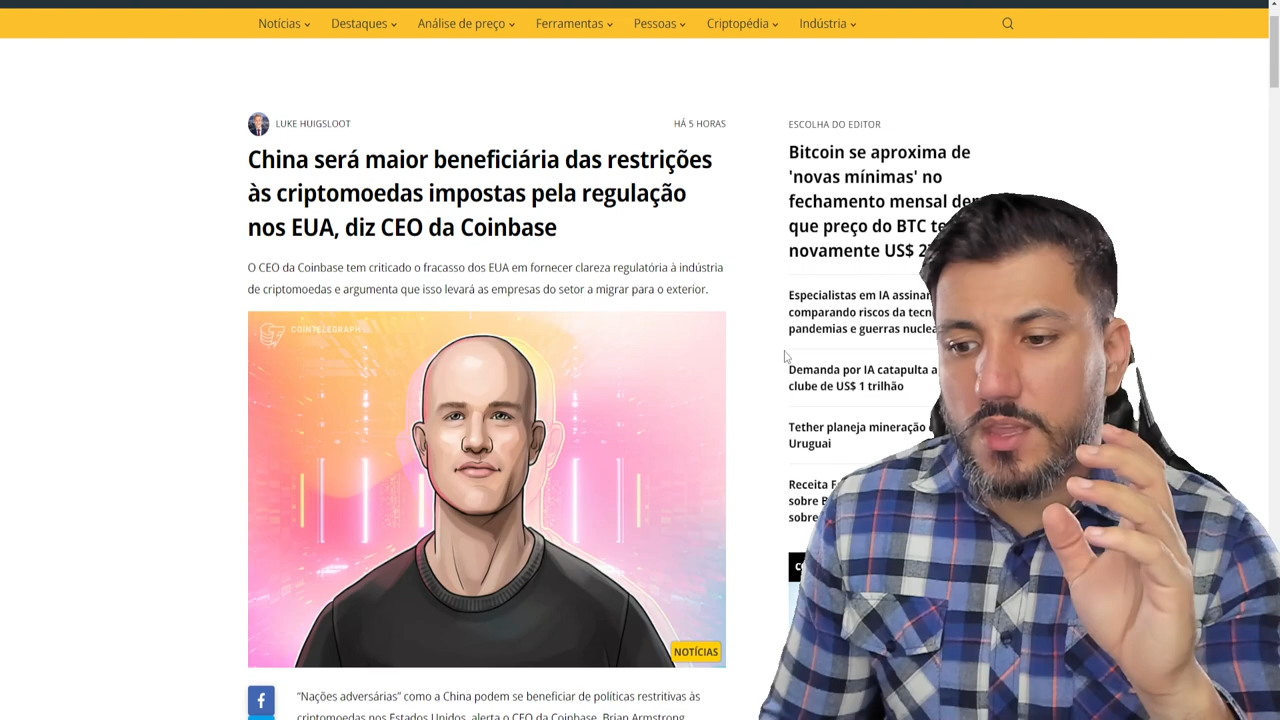 Notícias Destaques Análise de preço Ferramentas Pessoas Criptopédia Indústria
LUKE HUIGSLOOT HÁ 5 HORAS
China será maior beneficiária das restrições
às criptomoedas impostas pela regulação
nos EUA, diz CEO da Coinbase
O CEO da Coinbase tem criticado o fracasso dos EUA em fornecer clareza regulatória à indústria
de criptomoedas e argumenta que isso levará as empresas do setor a migrar para o exterior.
COINTELEGRAPH
NOTÍCIAS
f
“Nações adversárias” como a China podem se beneficiar de políticas restritivas às
criptomoedas nos Estados Unidos, alerta o CEO da Coinbase, Brian Armstrong.
ESCOLHA DO EDITOR
Bitcoin se aproxima de
'novas mínimas' no
fechamento mensal
que preço do BTC
novamente US$
Especialistas em IA
comparando riscos da
pandemias e guerras
Demanda por IA catapulta a
clube de US$ 1 trilhão
Tether planeja mineração
Uruguai
Receita
sobre
sobre